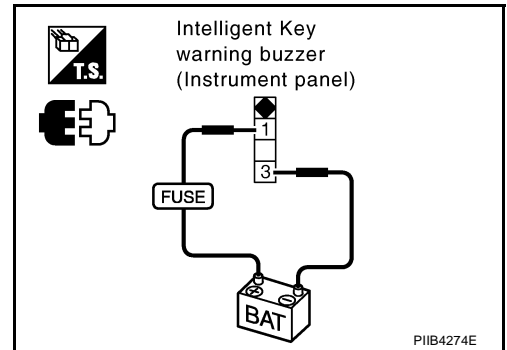 T.S.
Intelligent Key
warning buzzer
(Instrument panel)
1
3
FUSE
BAT
PIIB4274E